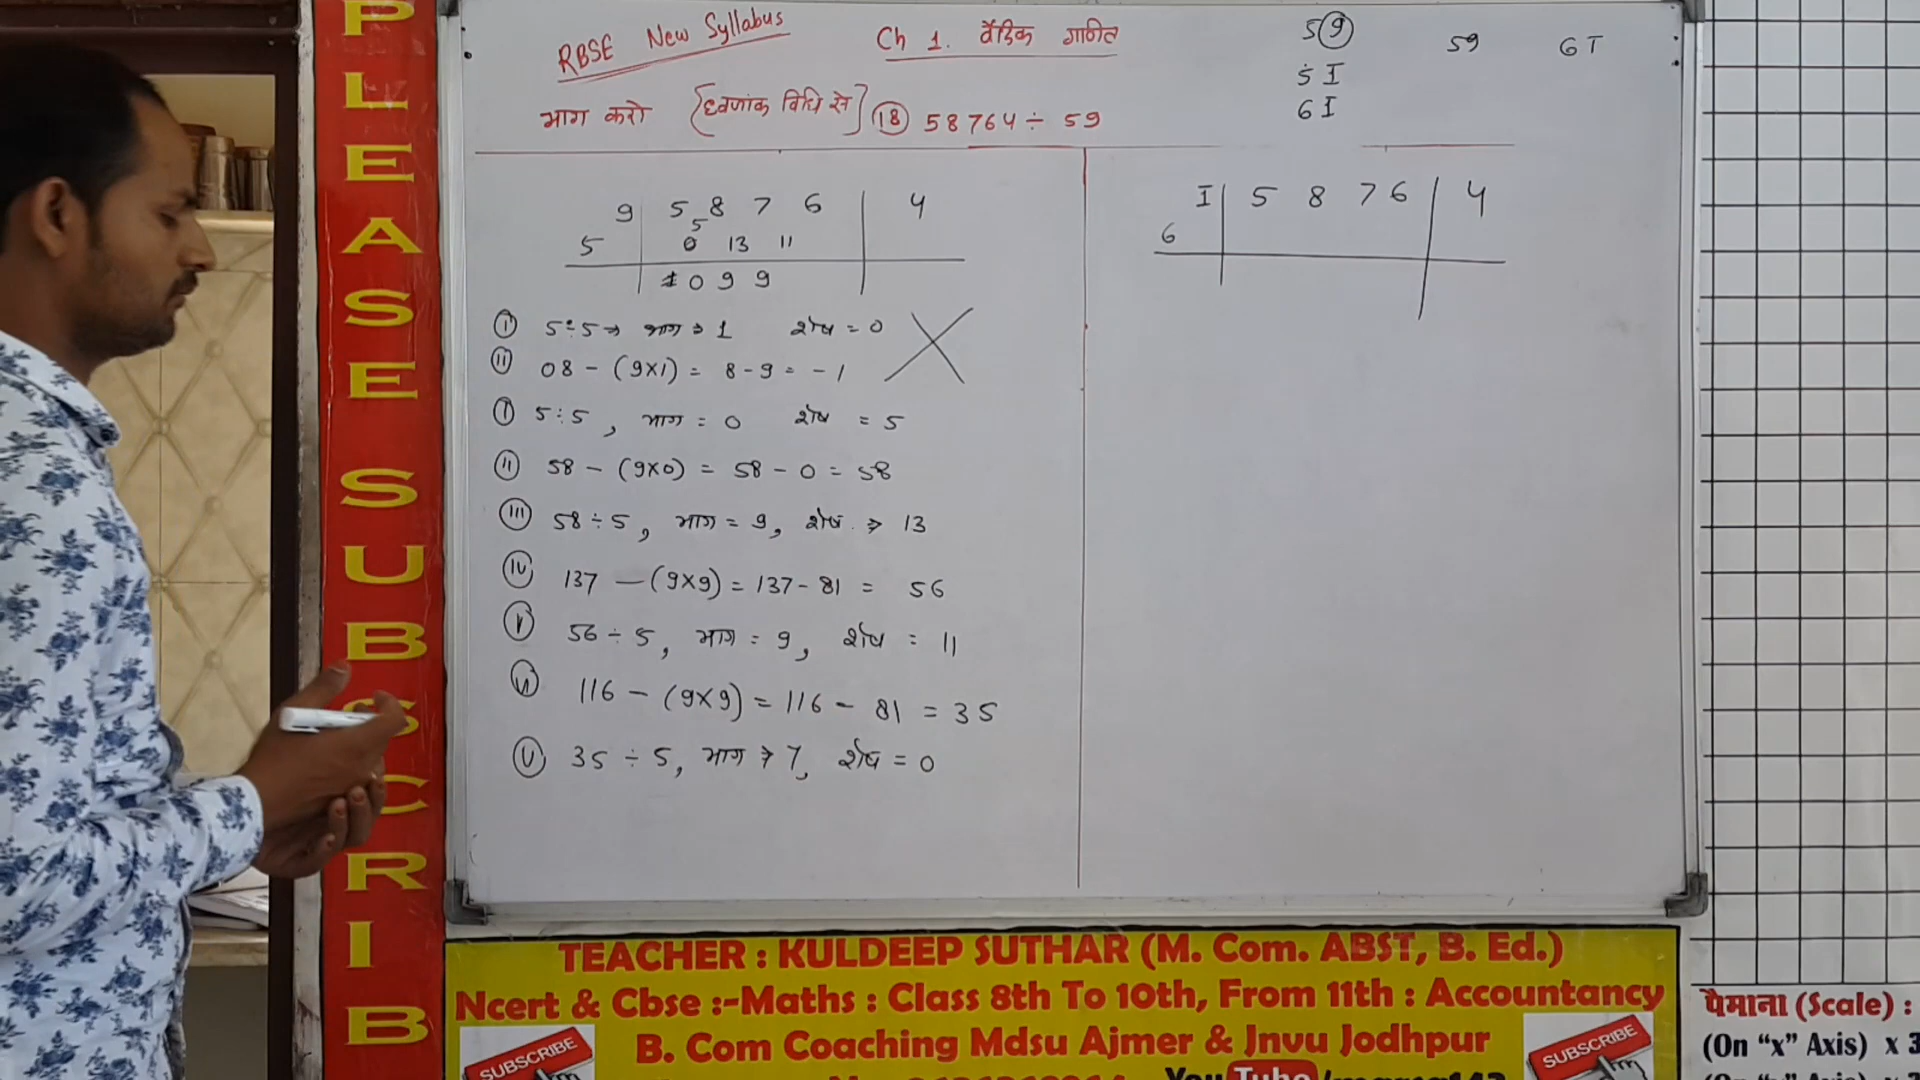 PLEASE SUBSCRIB
RBSE New Syllabus
Ch 1. वैदिक गणित
5 9
5 I
6 I
59
6 I
भाग करो [ध्वजांक विधि से] 18 58764 ÷ 59
9 | 5 8 7 6 | 4
5
5 | 0 13 11
0 9 9
(I) 5÷5 → भाग → 1 शेष = 0
(II) 08 - (9×1) = 8-9 = -1
(I) 5÷5, भाग = 0 शेष = 5
(II) 58 - (9×0) = 58 - 0 = 58
(III) 58 ÷ 5, भाग = 9, शेष → 13
(IV) 137 - (9×9) = 137 - 81 = 56
(V) 56 ÷ 5, भाग = 9, शेष = 11
(VI) 116 - (9×9) = 116 - 81 = 35
(V) 35 ÷ 5, भाग → 7, शेष = 0
I | 5 8 7 6 | 4
6
TEACHER : KULDEEP SUTHAR (M. Com. ABST, B. Ed.)
Ncert & Cbse :-Maths : Class 8th To 10th, From 11th : Accountancy
B. Com Coaching Mdsu Ajmer & Jnvu Jodhpur
SUBSCRIBE
SUBSCRIBE
You Tube
पैमाना (Scale) :
(On “x” Axis) x 3